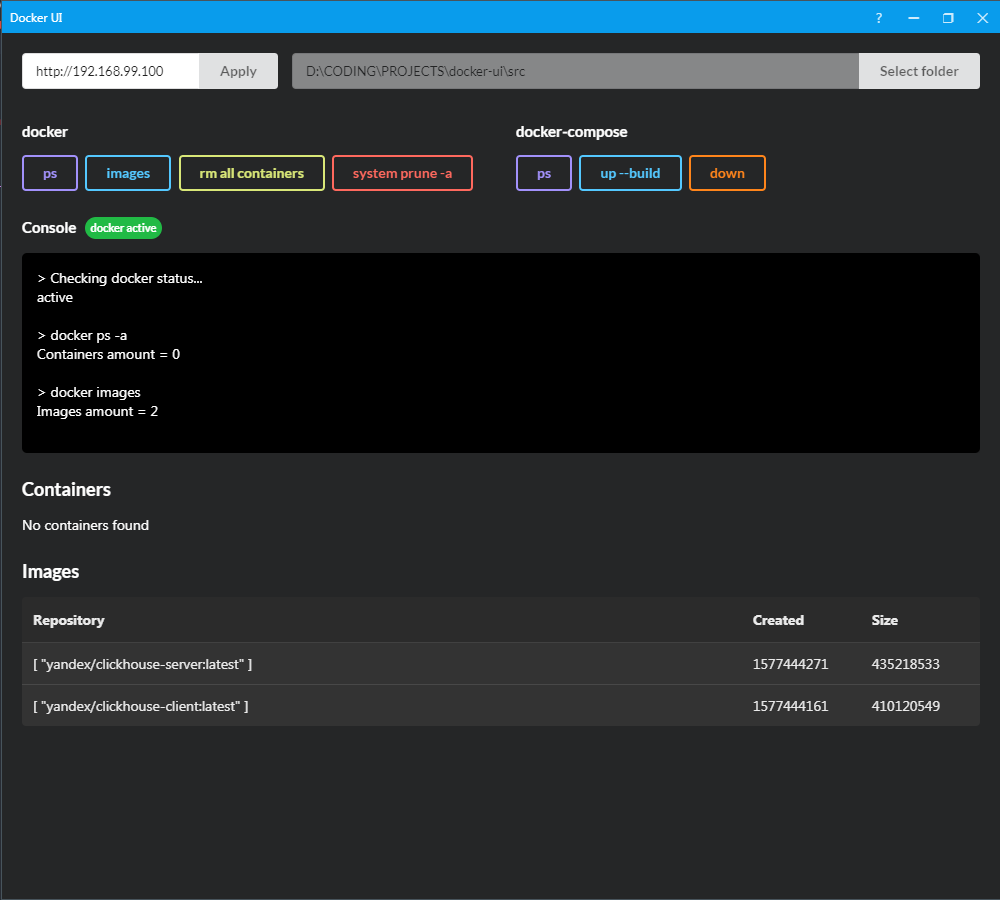 Docker UI
?
http://192.168.99.100 Apply D:\CODING\PROJECTS\docker-ui\src Select folder
docker docker-compose
ps images rm all containers system prune -a ps up --build down
Console docker active
> Checking docker status...
active
> docker ps -a
Containers amount = 0
> docker images
Images amount = 2
Containers
No containers found
Images
Repository Created Size
[ "yandex/clickhouse-server:latest" ] 1577444271 435218533
[ "yandex/clickhouse-client:latest" ] 1577444161 410120549